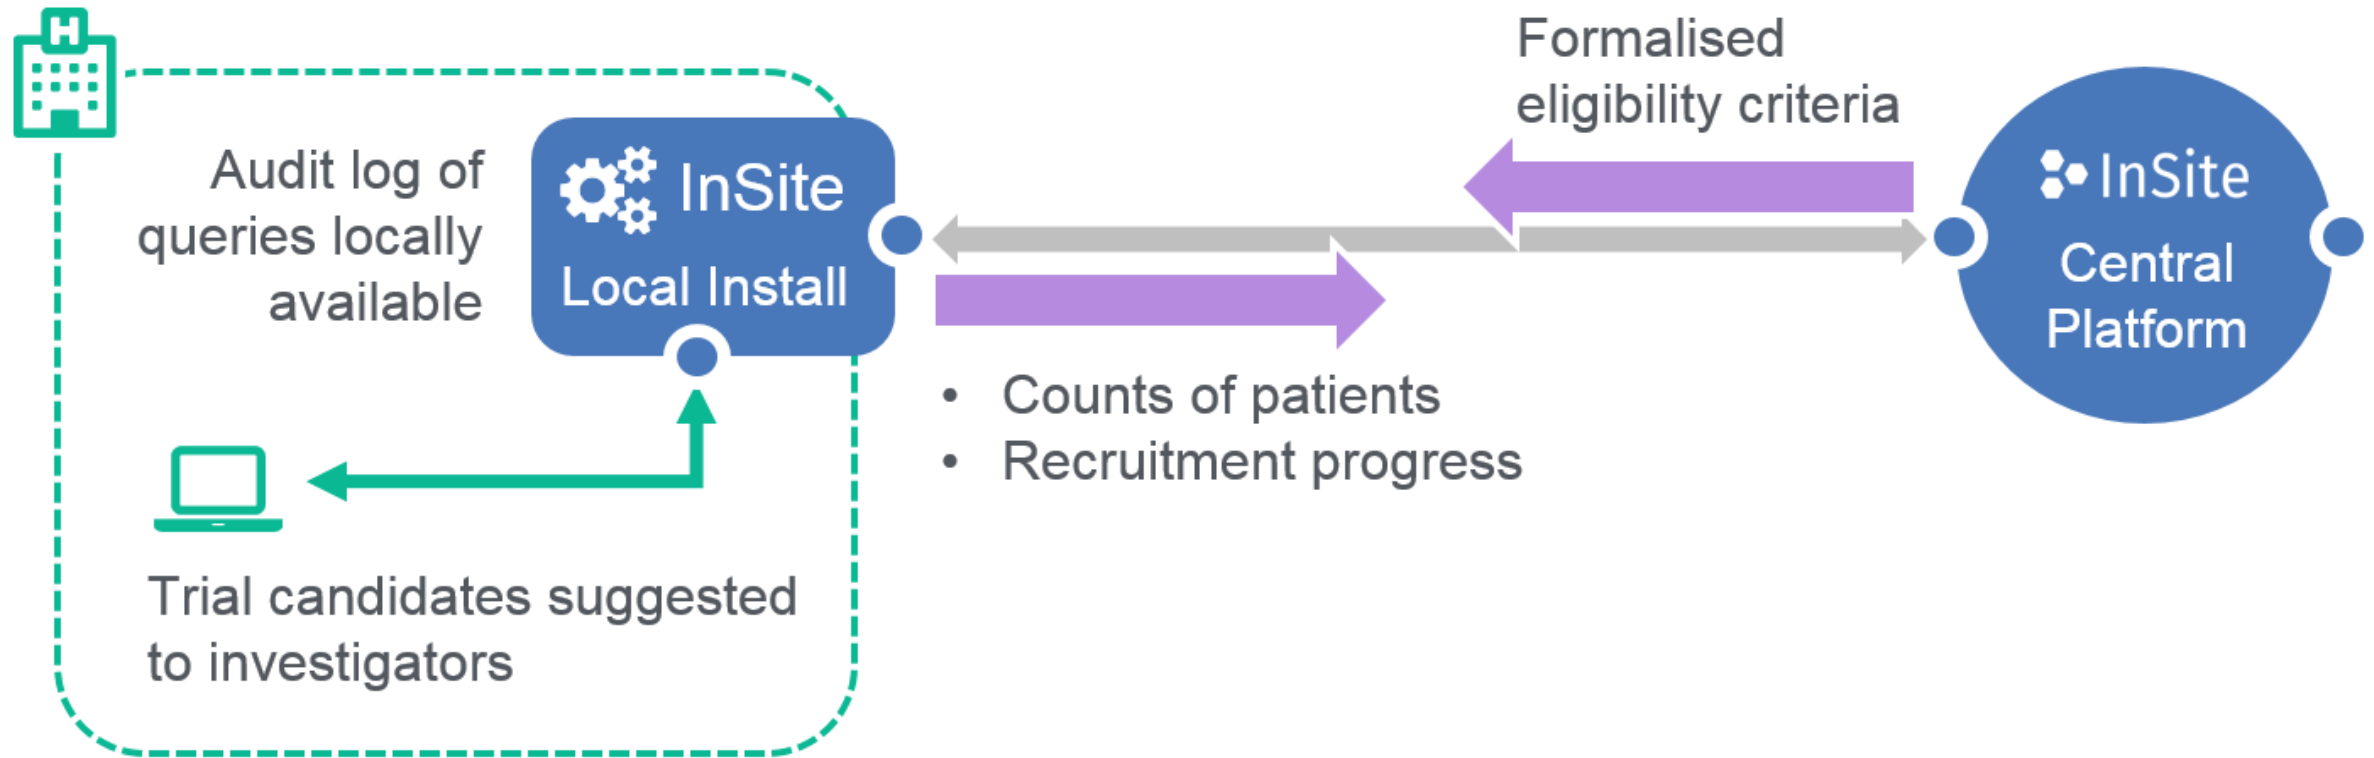 H
Audit log of
queries locally
available
InSite
Local Install
Trial candidates suggested
to investigators
Formalised
eligibility criteria
• Counts of patients
• Recruitment progress
InSite
Central
Platform